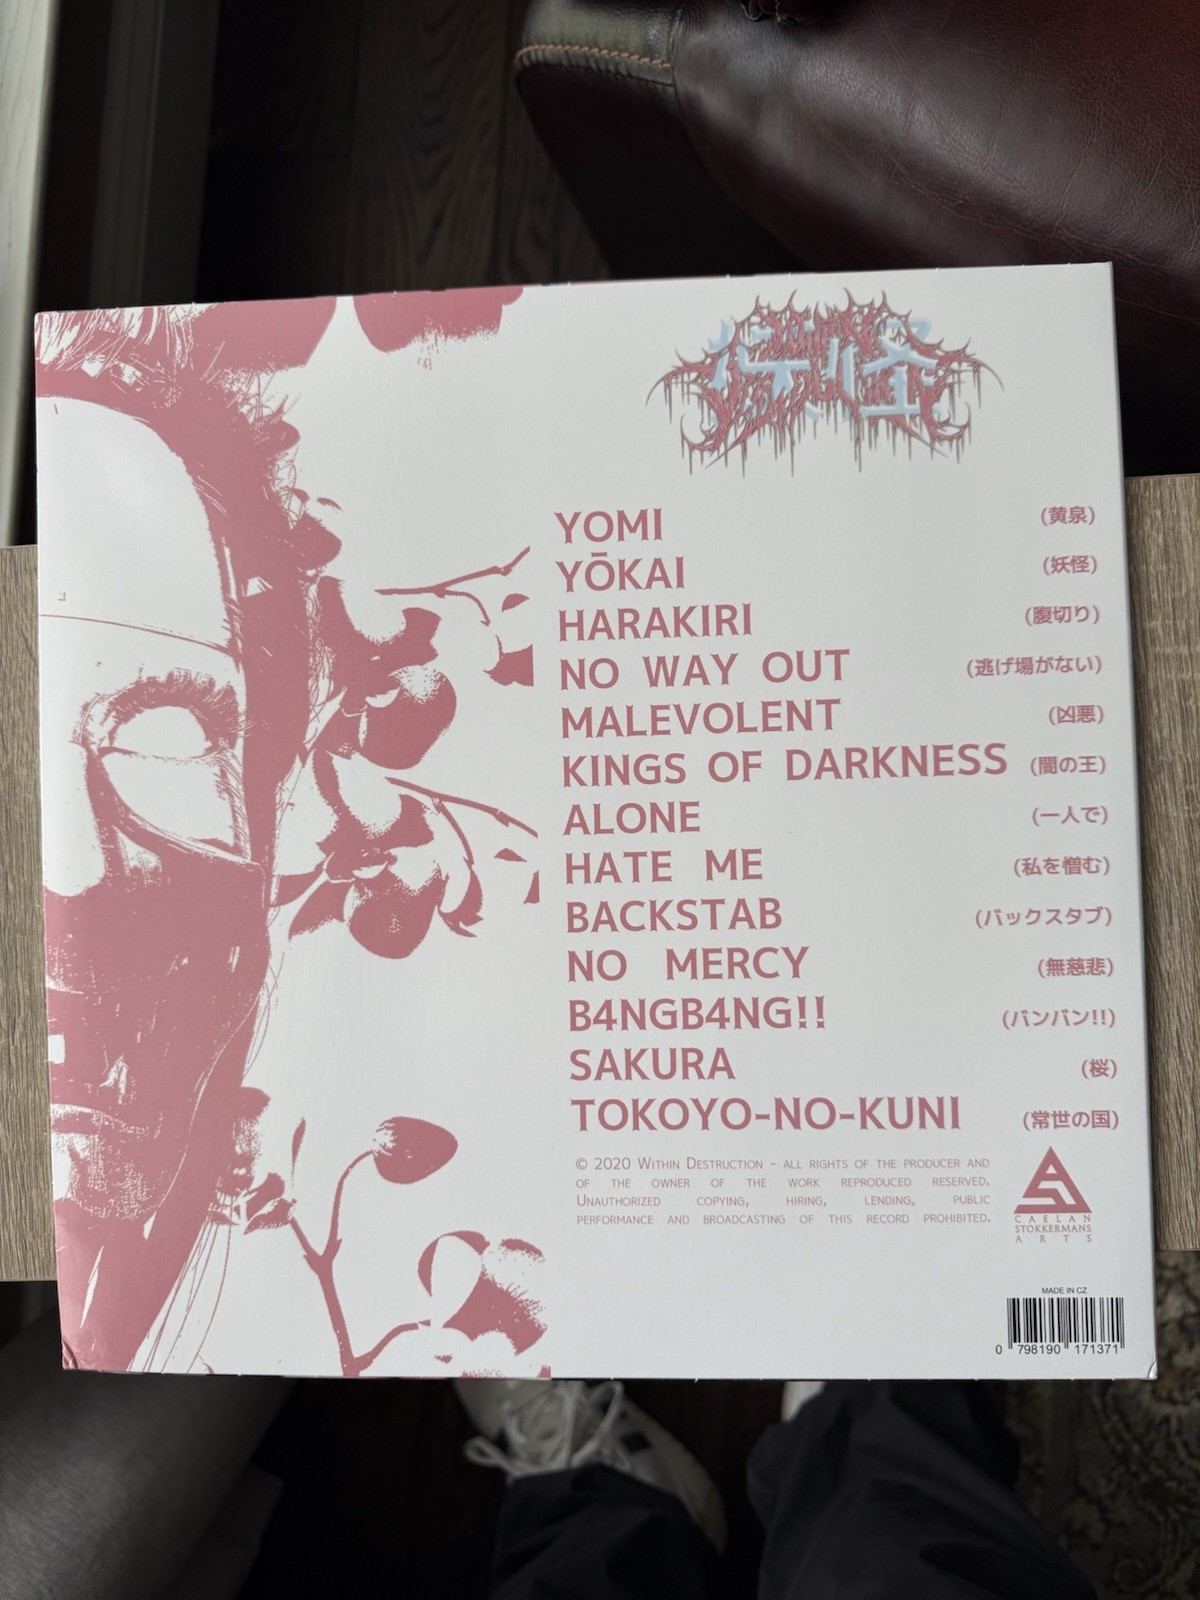 WITHIN
DESTRUCTION
YOMI (黄泉)
YŌKAI (妖怪)
HARAKIRI (腹切り)
NO WAY OUT (逃げ場がない)
MALEVOLENT (凶悪)
KINGS OF DARKNESS (闇の王)
ALONE (一人で)
HATE ME (私を憎む)
BACKSTAB (バックスタブ)
NO MERCY (無慈悲)
B4NGB4NG!! (バンバン!!)
SAKURA (桜)
TOKOYO-NO-KUNI (常世の国)
© 2020 WITHIN DESTRUCTION - ALL RIGHTS OF THE PRODUCER AND
OF THE OWNER OF THE WORK REPRODUCED RESERVED.
UNAUTHORIZED COPYING, HIRING, LENDING, PUBLIC
PERFORMANCE AND BROADCASTING OF THIS RECORD PROHIBITED.
CAELAN
STOKKERMANS
ARTS
MADE IN CZ
0 798190 171371